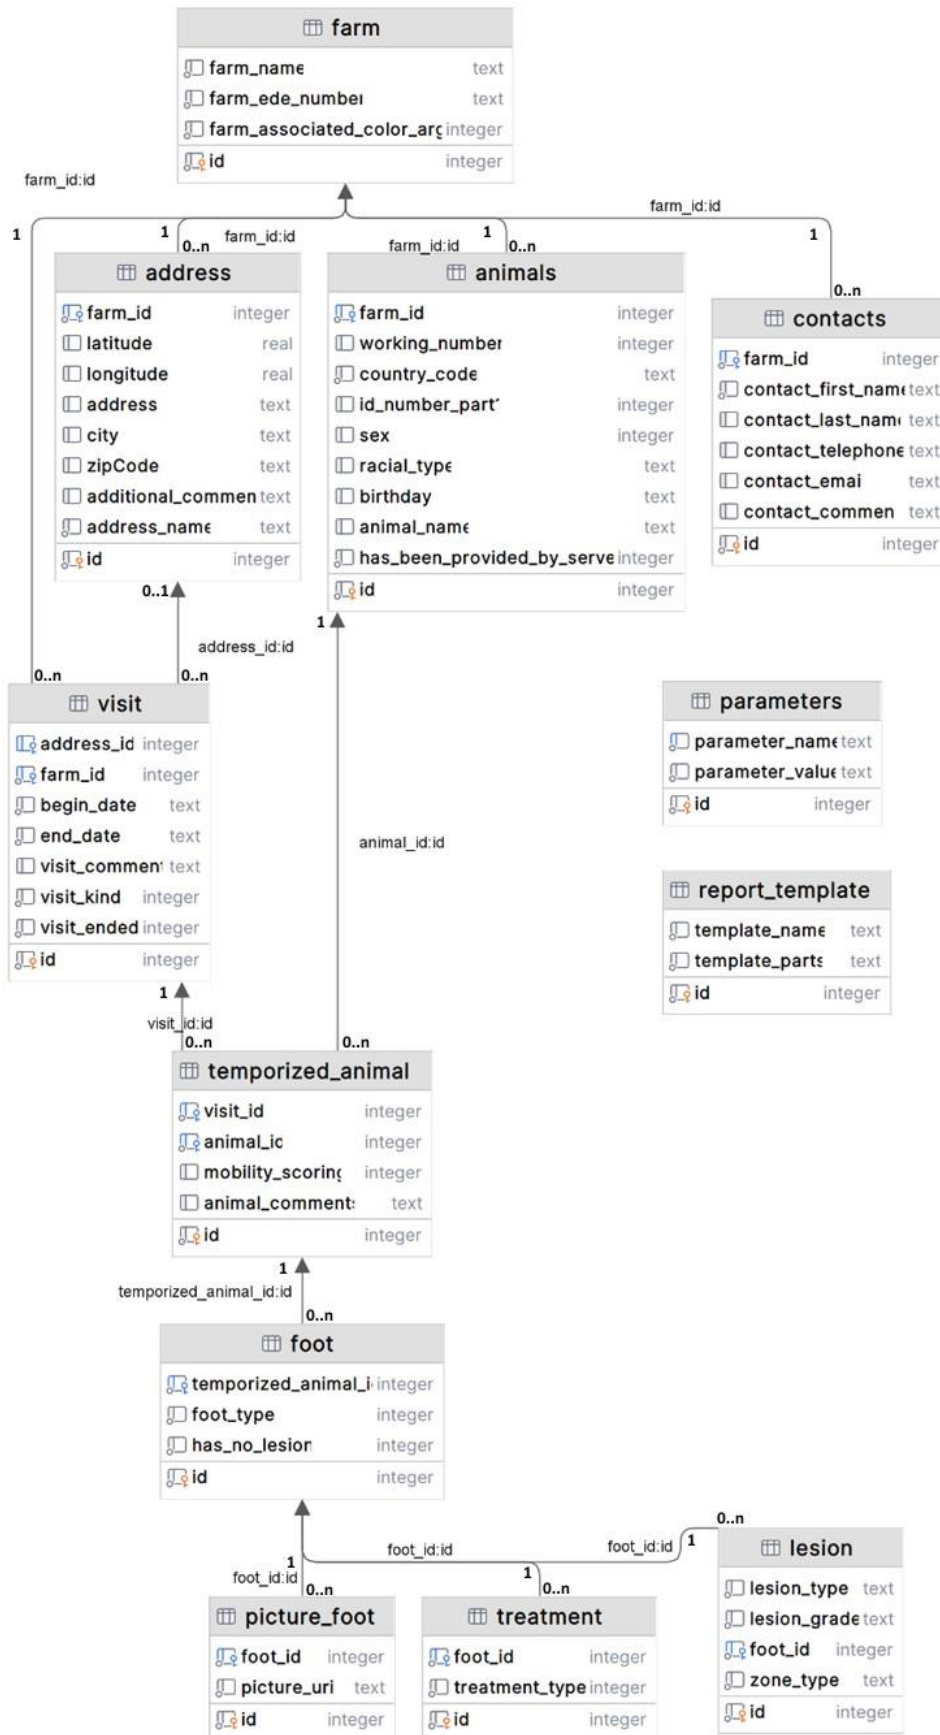 farm
farm_name text
farm_ede_number text
farm_associated_color_arg integer
id integer
farm_id:id
farm_id:id
1
1
farm_id:id
0..n
farm_id:id
1
0..n
1
0..n
address
farm_id integer
latitude real
longitude real
address text
city text
zipCode text
additional_commen text
address_name text
id integer
animals
farm_id integer
working_number integer
country_code text
id_number_part integer
sex integer
racial_type text
birthday text
animal_name text
has_been_provided_by_serve integer
id integer
contacts
farm_id integer
contact_first_name text
contact_last_name text
contact_telephone text
contact_emai text
contact_commen text
id integer
0..1
1
address_id:id
0..n
0..n
visit
address_id integer
farm_id integer
begin_date text
end_date text
visit_comment text
visit_kind integer
visit_ended integer
id integer
parameters
parameter_name text
parameter_value text
id integer
animal_id:id
report_template
template_name text
template_parts text
id integer
1
visit_id:id
0..n
0..n
temporized_animal
visit_id integer
animal_id integer
mobility_scoring integer
animal_comments text
id integer
1
temporized_animal_id:id
0..n
foot
temporized_animal_i integer
foot_type integer
has_no_lesion integer
id integer
0..n
foot_id:id
foot_id:id
1
1
1
foot_id:id
0..n
0..n
picture_foot
foot_id integer
picture_uri text
id integer
treatment
foot_id integer
treatment_type integer
id integer
lesion
lesion_type text
lesion_grade text
foot_id integer
zone_type text
id integer